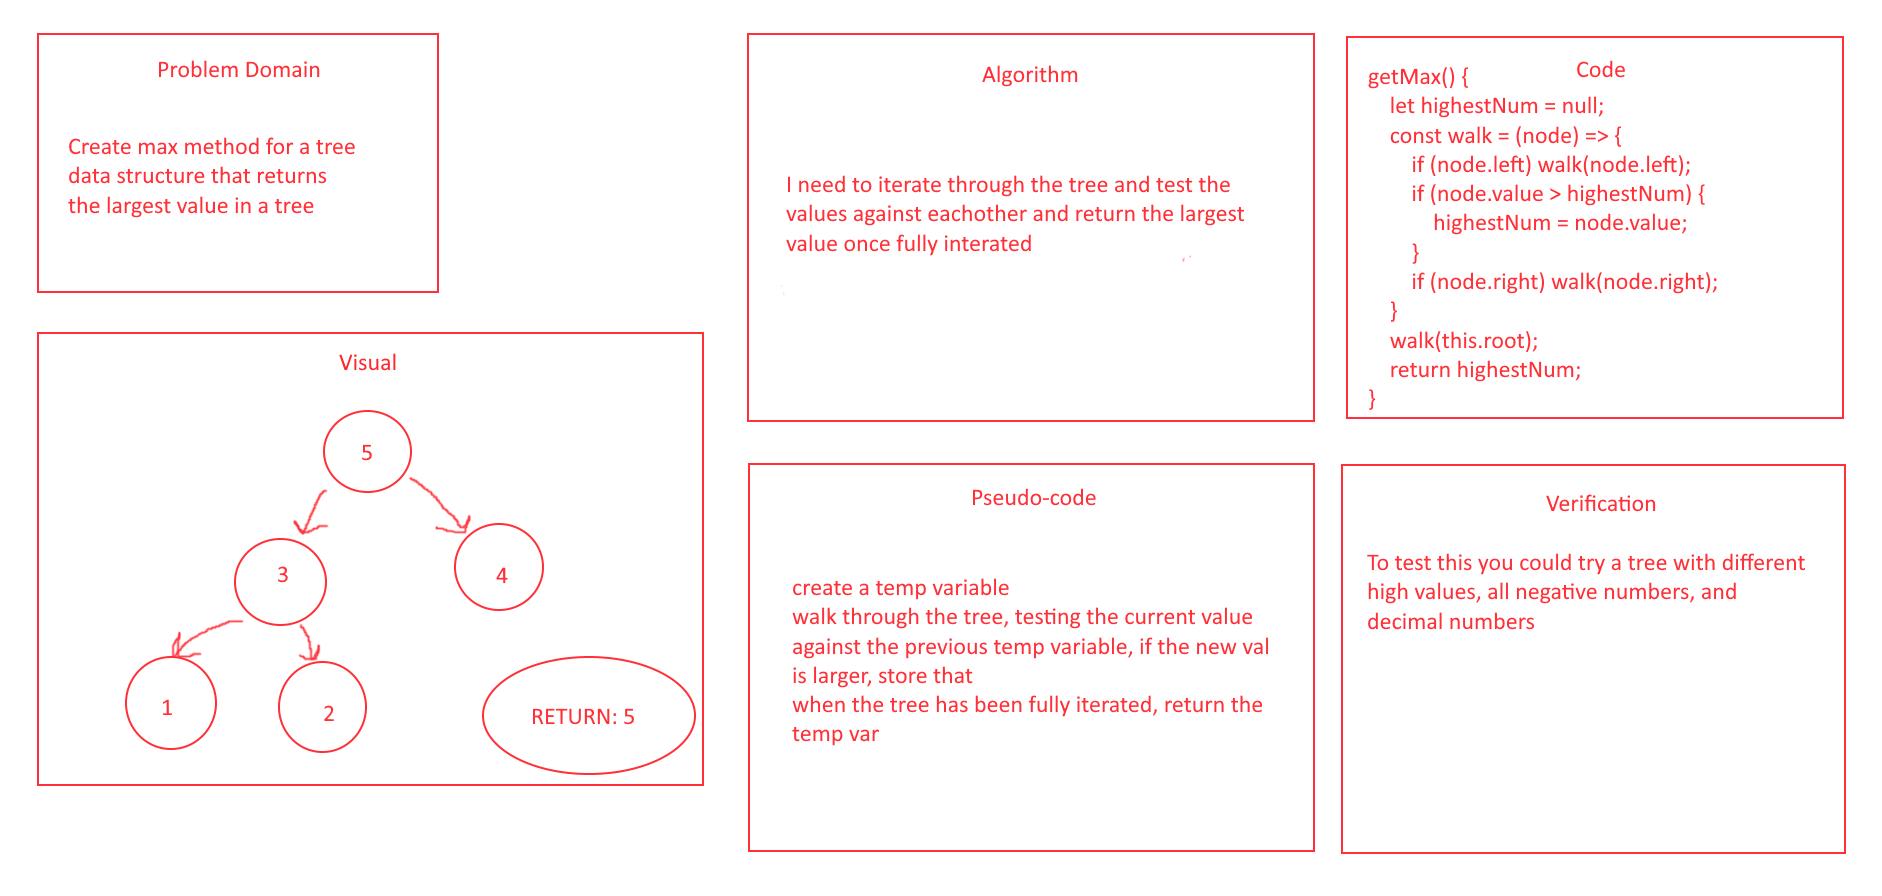 Problem Domain
Create max method for a tree
data structure that returns
the largest value in a tree
Visual
5
3
4
1
2
RETURN: 5
Algorithm
I need to iterate through the tree and test the
values against eachother and return the largest
value once fully interated
Pseudo-code
create a temp variable
walk through the tree, testing the current value
against the previous temp variable, if the new val
is larger, store that
when the tree has been fully iterated, return the
temp var
Code
getMax() {
let highestNum = null;
const walk = (node) => {
if (node.left) walk(node.left);
if (node.value > highestNum) {
highestNum = node.value;
}
if (node.right) walk(node.right);
}
walk(this.root);
return highestNum;
}
Verification
To test this you could try a tree with different
high values, all negative numbers, and
decimal numbers